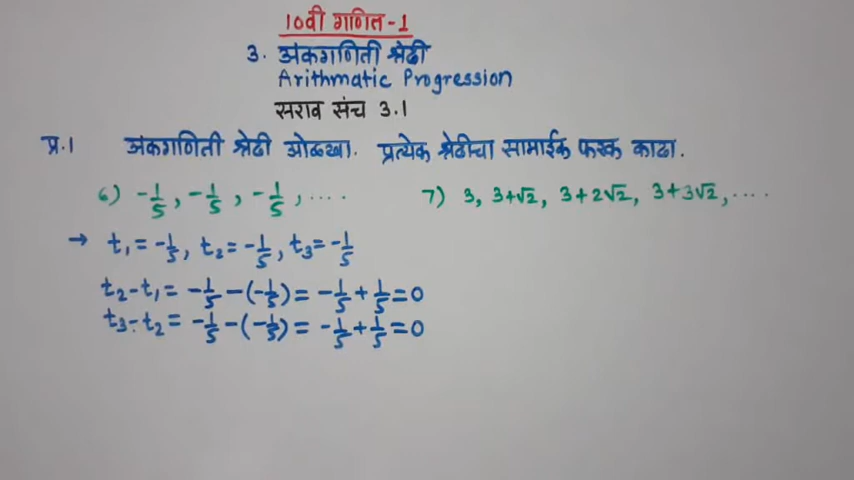 10वी गणित-1
3. अंकगणिती श्रेढी
Arithmatic Progression
सराव संच 3.1
प्र.1 अंकगणिती श्रेढी ओळखा. प्रत्येक श्रेढीचा सामाईक फरक काढा.
6) -1/5, -1/5, -1/5, .... 7) 3, 3+√2, 3+2√2, 3+3√2, ....
→ t₁ = -1/5, t₂ = -1/5, t₃ = -1/5
t₂-t₁ = -1/5 - (-1/5) = -1/5 + 1/5 = 0
t₃-t₂ = -1/5 - (-1/5) = -1/5 + 1/5 = 0